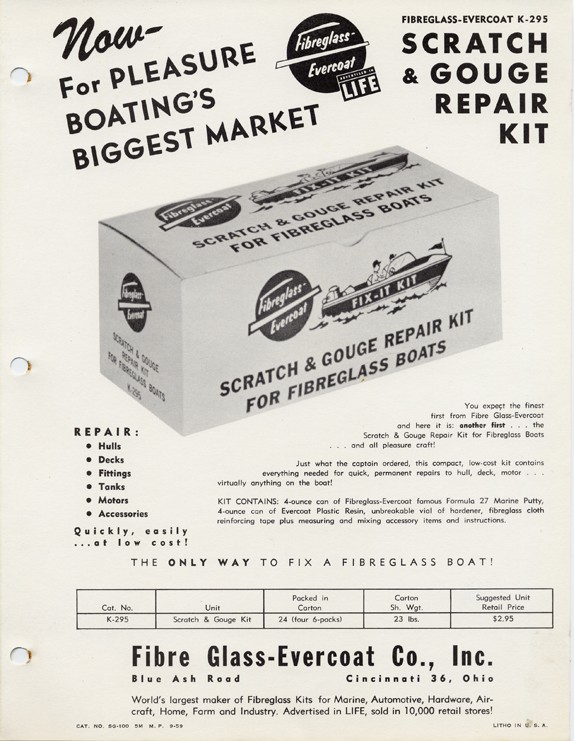 Now-
For PLEASURE
BOATING'S
BIGGEST MARKET
Fibreglass-
Evercoat
ADVERTISED IN
LIFE
FIBREGLASS-EVERCOAT K-295
SCRATCH
& GOUGE
REPAIR
KIT
Fibreglass-
Evercoat
FIX-IT KIT
SCRATCH & GOUGE REPAIR KIT
FOR FIBREGLASS BOATS
Fibreglass-
Evercoat
SCRATCH & GOUGE
REPAIR KIT
FOR FIBREGLASS BOATS
K-295
Fibreglass-
Evercoat
FIX-IT KIT
SCRATCH & GOUGE REPAIR KIT
FOR FIBREGLASS BOATS
You expect the finest
first from Fibre Glass-Evercoat
and here it is: another first . . . the
Scratch & Gouge Repair Kit for Fibreglass Boats
. . . and all pleasure craft!
REPAIR:
• Hulls
• Decks
• Fittings
• Tanks
• Motors
• Accessories
Quickly, easily
...at low cost!
Just what the captain ordered, this compact, low-cost kit contains
everything needed for quick, permanent repairs to hull, deck, motor . . .
virtually anything on the boat!
KIT CONTAINS: 4-ounce can of Fibreglass-Evercoat famous Formula 27 Marine Putty,
4-ounce can of Evercoat Plastic Resin, unbreakable vial of hardener, fibreglass cloth
reinforcing tape plus measuring and mixing accessory items and instructions.
THE ONLY WAY TO FIX A FIBREGLASS BOAT!
Cat. No. Unit Packed in Carton Carton Sh. Wgt. Suggested Unit Retail Price
K-295 Scratch & Gouge Kit 24 (four 6-packs) 23 lbs. $2.95
Fibre Glass-Evercoat Co., Inc.
Blue Ash Road Cincinnati 36, Ohio
World's largest maker of Fibreglass Kits for Marine, Automotive, Hardware, Air-
craft, Home, Farm and Industry. Advertised in LIFE, sold in 10,000 retail stores!
CAT. NO. SG-100 5M M. P. 9-59 LITHO IN U. S. A.